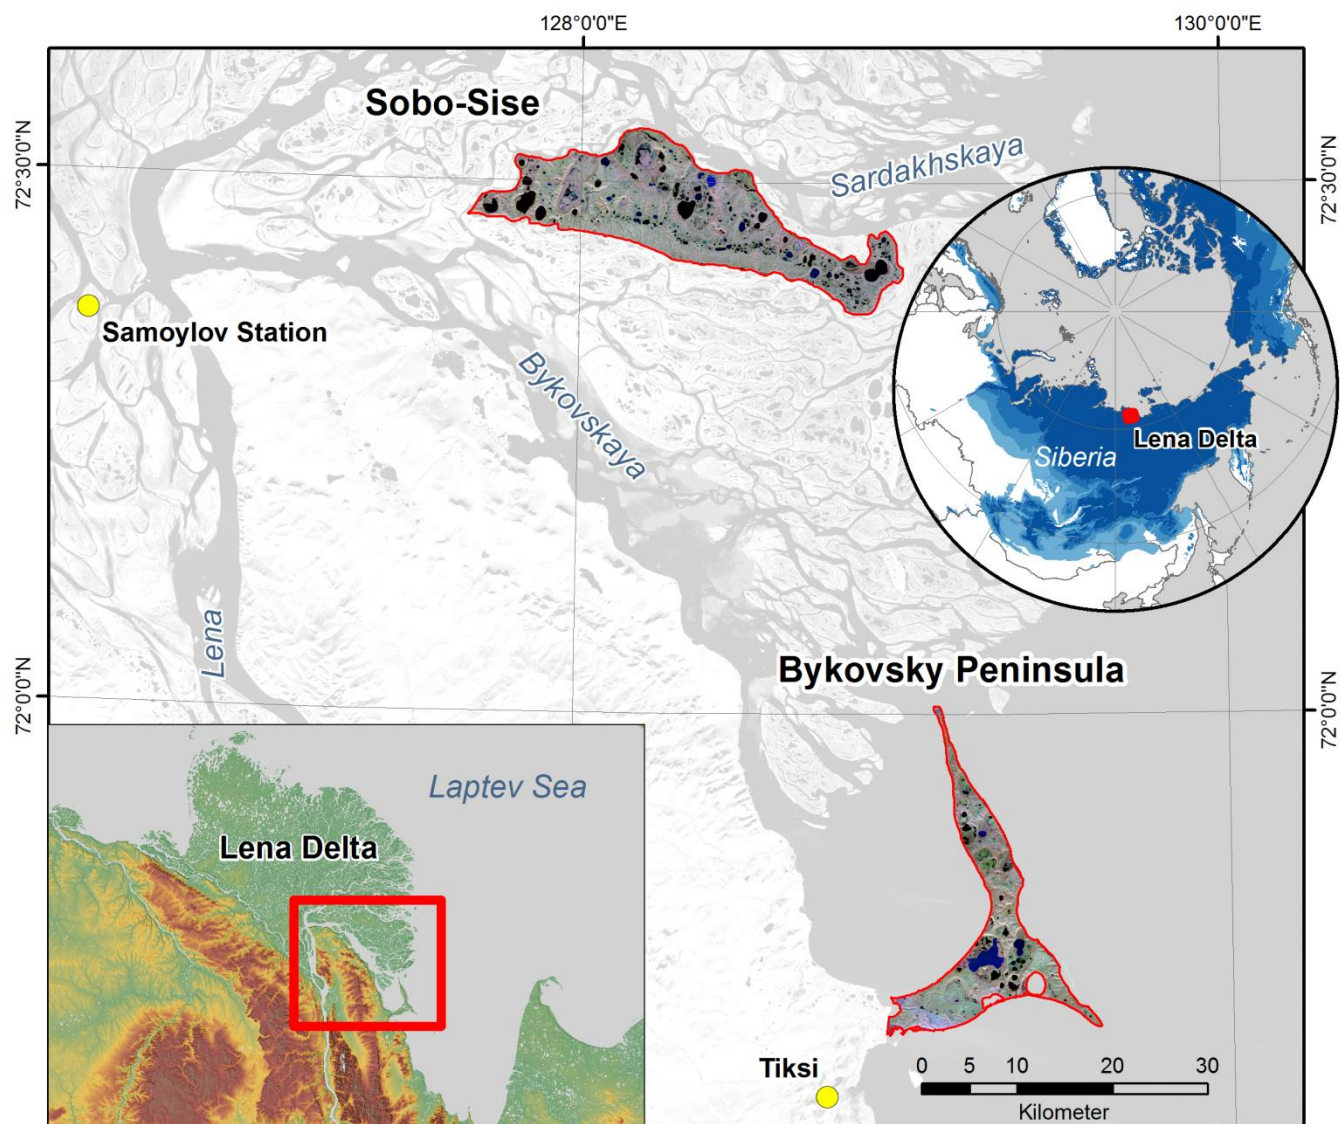 128°0'0"E
130°0'0"E
Sobo-Sise
Sardakhskaya
72°30'0"N
72°30'0"N
Samoylov Station
Bykovskaya
Lena Delta
Siberia
Lena
Bykovsky Peninsula
72°0'0"N
72°0'0"N
Laptev Sea
Lena Delta
Tiksi
0 5 10 20 30
Kilometer